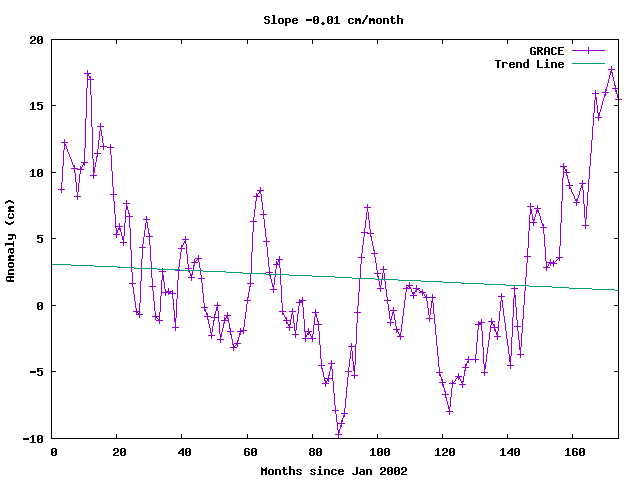 Slope -0.01 cm/month
20
15
10
5
0
-5
-10
Anomaly (cm)
GRACE
Trend Line
0 20 40 60 80 100 120 140 160
Months since Jan 2002